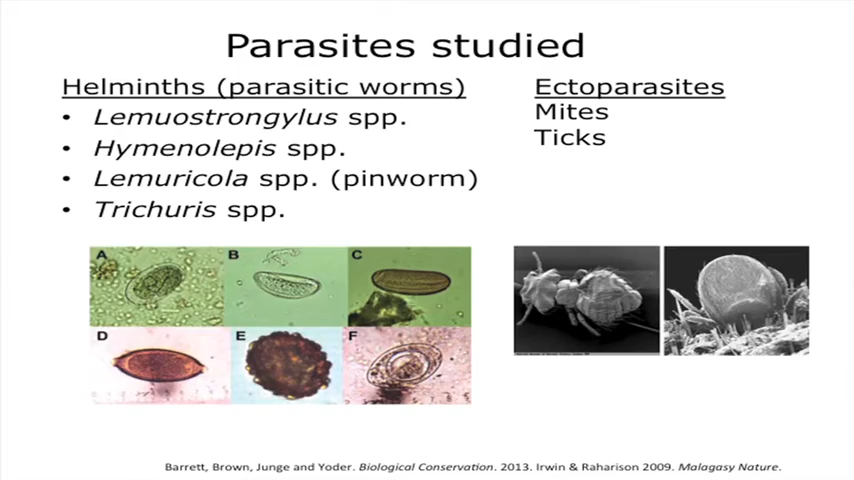 Parasites studied
Helminths (parasitic worms)
• Lemuostrongylus spp.
• Hymenolepis spp.
• Lemuricola spp. (pinworm)
• Trichuris spp.
Ectoparasites
Mites
Ticks
A B C
D E F
Barrett, Brown, Junge and Yoder. Biological Conservation. 2013. Irwin & Raharison 2009. Malagasy Nature.